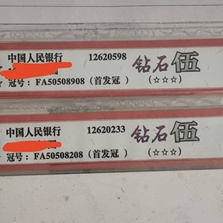 中国人民银行 12620598 钻石伍
冠号：FA50508908（首发冠） (☆☆☆)
中国人民银行 12620233 钻石伍
冠号：FA50508208（首发冠） (☆☆☆)